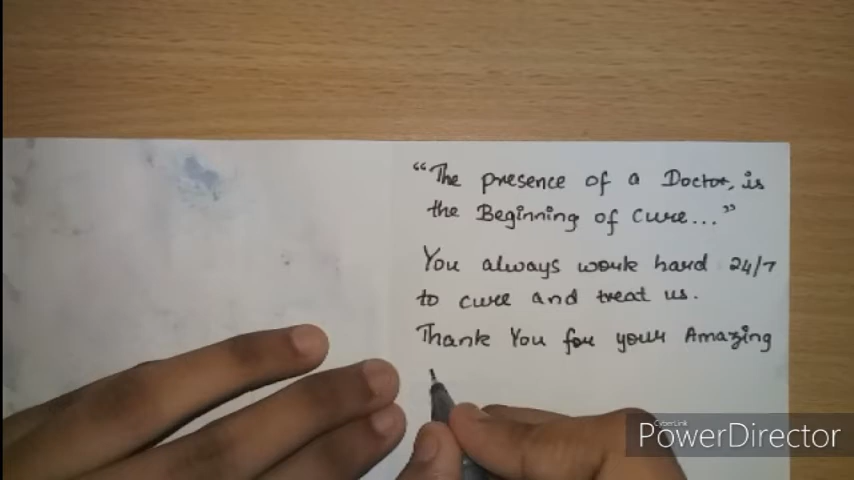 “The presence of a Doctor, is
the Beginning of Cure...”
You always work hard 24/7
to cure and treat us.
Thank You for your Amazing
CyberLink
PowerDirector